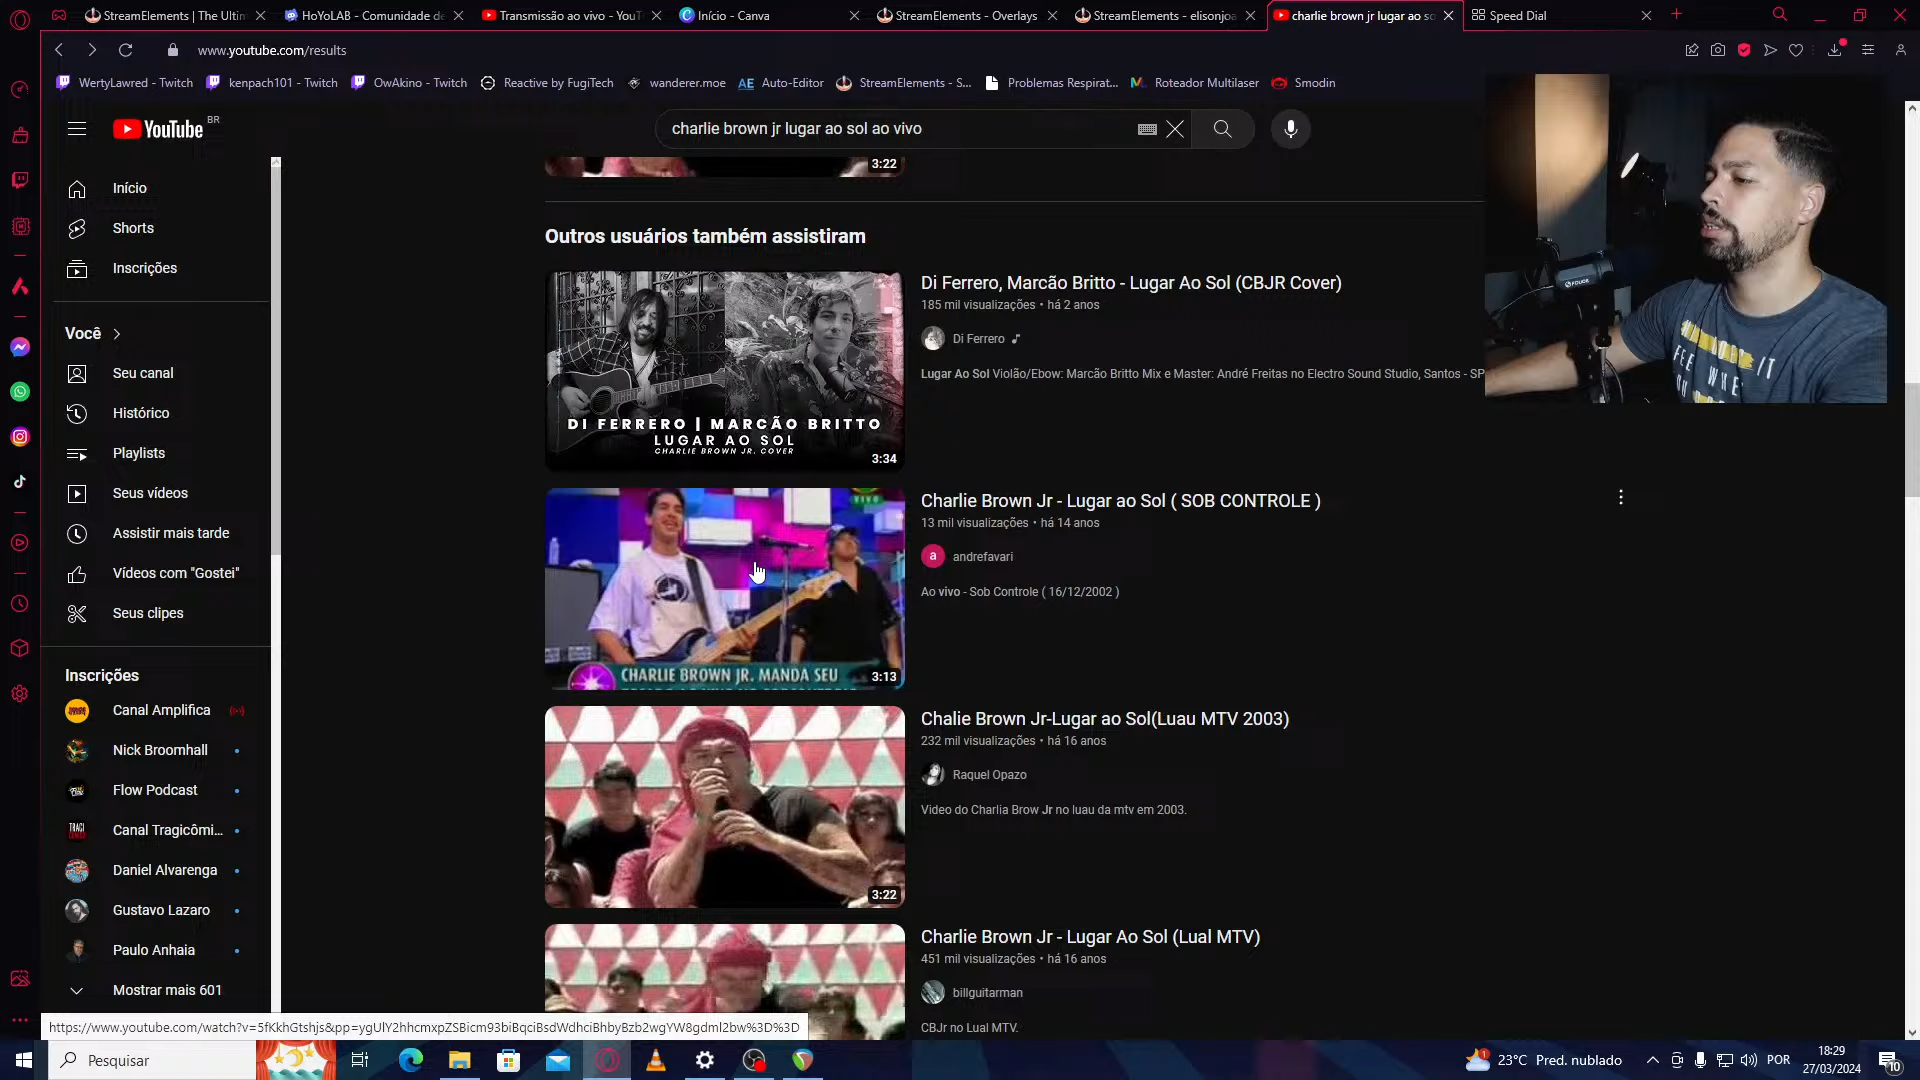 StreamElements | The Ultim
HoYoLAB - Comunidade de
Transmissão ao vivo - YouT
Início - Canva
StreamElements - Overlays
StreamElements - elisonjoa
charlie brown jr lugar ao so
Speed Dial
www.youtube.com/results
WertyLawred - Twitch
kenpach101 - Twitch
OwAkino - Twitch
Reactive by FugiTech
wanderer.moe
AE Auto-Editor
StreamElements - S...
Problemas Respirat...
Roteador Multilaser
Smodin
YouTube BR
charlie brown jr lugar ao sol ao vivo
Início
Shorts
Inscrições
Você
Seu canal
Histórico
Playlists
Seus vídeos
Assistir mais tarde
Vídeos com "Gostei"
Seus clipes
Inscrições
Canal Amplifica
Nick Broomhall
Flow Podcast
Canal Tragicômi...
Daniel Alvarenga
Gustavo Lazaro
Paulo Anhaia
Mostrar mais 601
3:22
Outros usuários também assistiram
DI FERRERO | MARCÃO BRITTO
LUGAR AO SOL
CHARLIE BROWN JR. COVER
3:34
Di Ferrero, Marcão Britto - Lugar Ao Sol (CBJR Cover)
185 mil visualizações • há 2 anos
Di Ferrero
Lugar Ao Sol Violão/Ebow: Marcão Britto Mix e Master: André Freitas no Electro Sound Studio, Santos - SP
VIVO
CHARLIE BROWN JR. MANDA SEU
3:13
Charlie Brown Jr - Lugar ao Sol ( SOB CONTROLE )
13 mil visualizações • há 14 anos
a
andrefavari
Ao vivo - Sob Controle ( 16/12/2002 )
3:22
Chalie Brown Jr-Lugar ao Sol(Luau MTV 2003)
232 mil visualizações • há 16 anos
Raquel Opazo
Video do Charlia Brow Jr no luau da mtv em 2003.
Charlie Brown Jr - Lugar Ao Sol (Lual MTV)
451 mil visualizações • há 16 anos
billguitarman
CBJr no Lual MTV.
FEEL
Pesquisar
23°C Pred. nublado
POR
18:29
27/03/2024
10